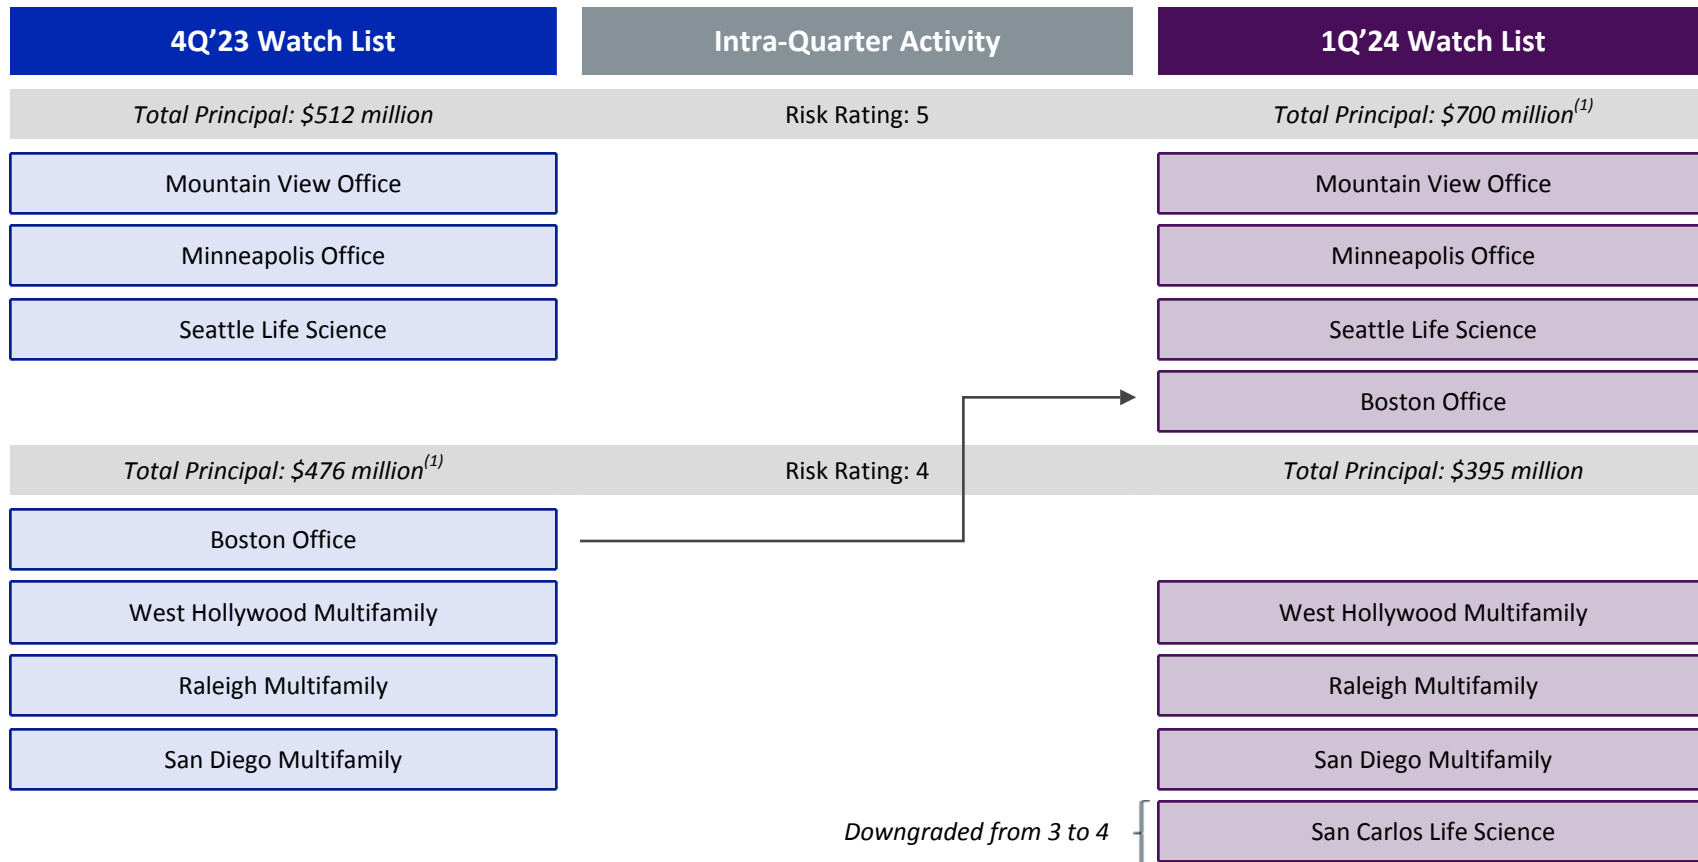 4Q’23 Watch List
Intra-Quarter Activity
1Q’24 Watch List
Total Principal: $512 million
Risk Rating: 5
Total Principal: $700 million(1)
Mountain View Office
Mountain View Office
Minneapolis Office
Minneapolis Office
Seattle Life Science
Seattle Life Science
Boston Office
Total Principal: $476 million(1)
Risk Rating: 4
Total Principal: $395 million
Boston Office
West Hollywood Multifamily
West Hollywood Multifamily
Raleigh Multifamily
Raleigh Multifamily
San Diego Multifamily
San Diego Multifamily
Downgraded from 3 to 4
San Carlos Life Science